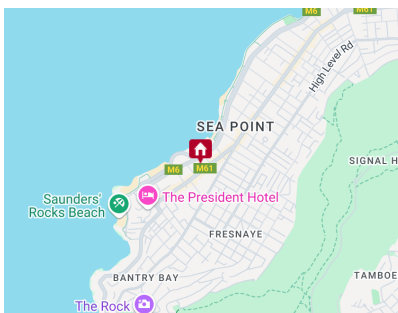 M6
M61
High Level Rd
SEA POINT
SIGNAL H
M6
M61
The President Hotel
Saunders'
Rocks Beach
FRESNAYE
BANTRY BAY
TAMBOE
The Rock